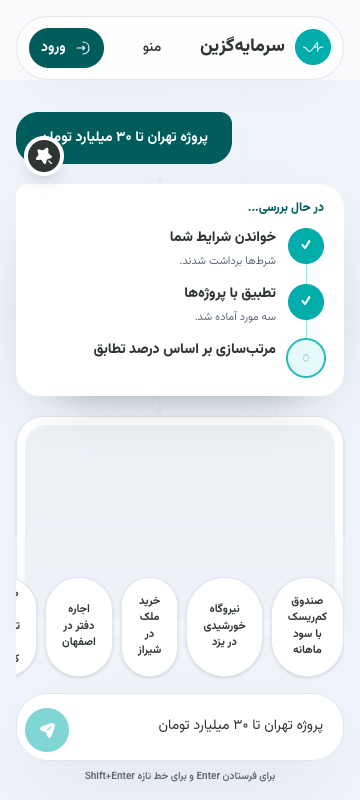 سرمایه‌گزین
منو
ورود
پروژه تهران تا ۳۰ میلیارد تومان
در حال بررسی...
خواندن شرایط شما
شرط‌ها برداشت شدند.
تطبیق با پروژه‌ها
سه مورد آماده شد.
مرتب‌سازی بر اساس درصد تطابق
صندوق
کم‌ریسک
با سود
ماهانه
نیروگاه
خورشیدی
در یزد
خرید
ملک
در
شیراز
اجاره
دفتر در
اصفهان
پروژه تهران تا ۳۰ میلیارد تومان
برای فرستادن Enter و برای خط تازه Shift+Enter